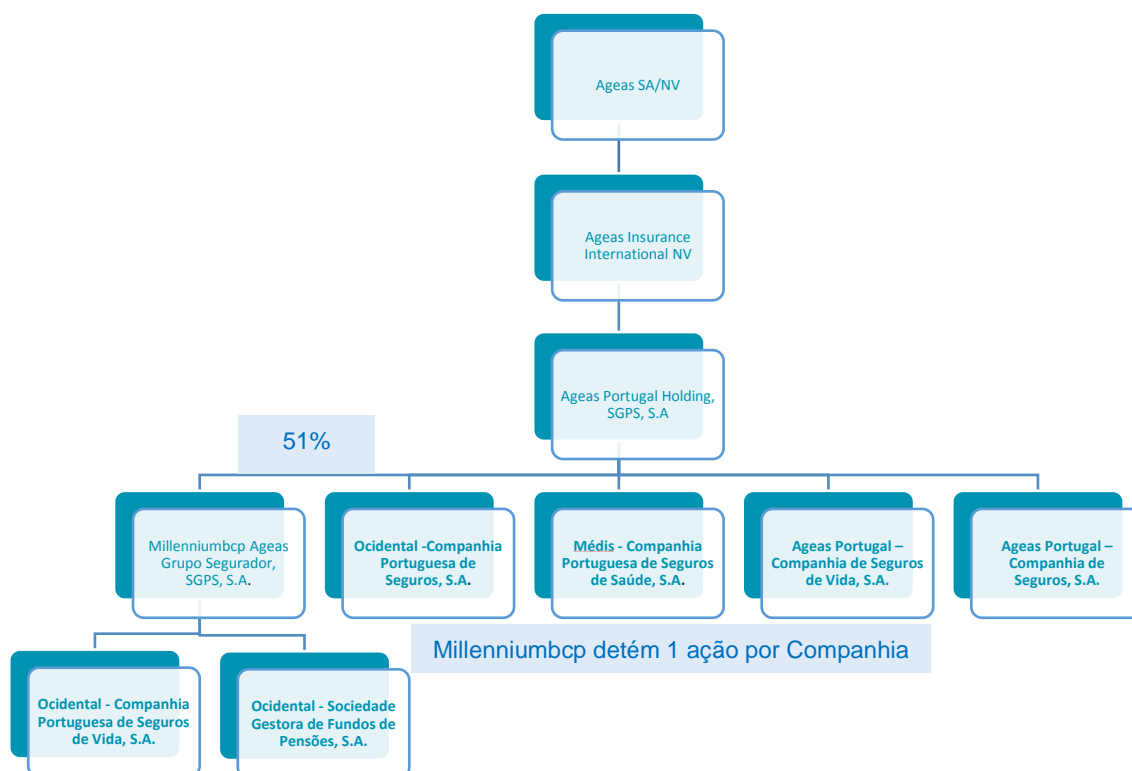 Ageas SA/NV
Ageas Insurance
International NV
Ageas Portugal Holding,
SGPS, S.A
51%
Millenniumbcp Ageas
Grupo Segurador,
SGPS, S.A.
Ocidental -Companhia
Portuguesa de
Seguros, S.A.
Médis - Companhia
Portuguesa de Seguros
de Saúde, S.A.
Ageas Portugal –
Companhia de Seguros
de Vida, S.A.
Ageas Portugal –
Companhia de
Seguros, S.A.
Millenniumbcp detém 1 ação por Companhia
Ocidental - Companhia
Portuguesa de Seguros
de Vida, S.A.
Ocidental - Sociedade
Gestora de Fundos de
Pensões, S.A.